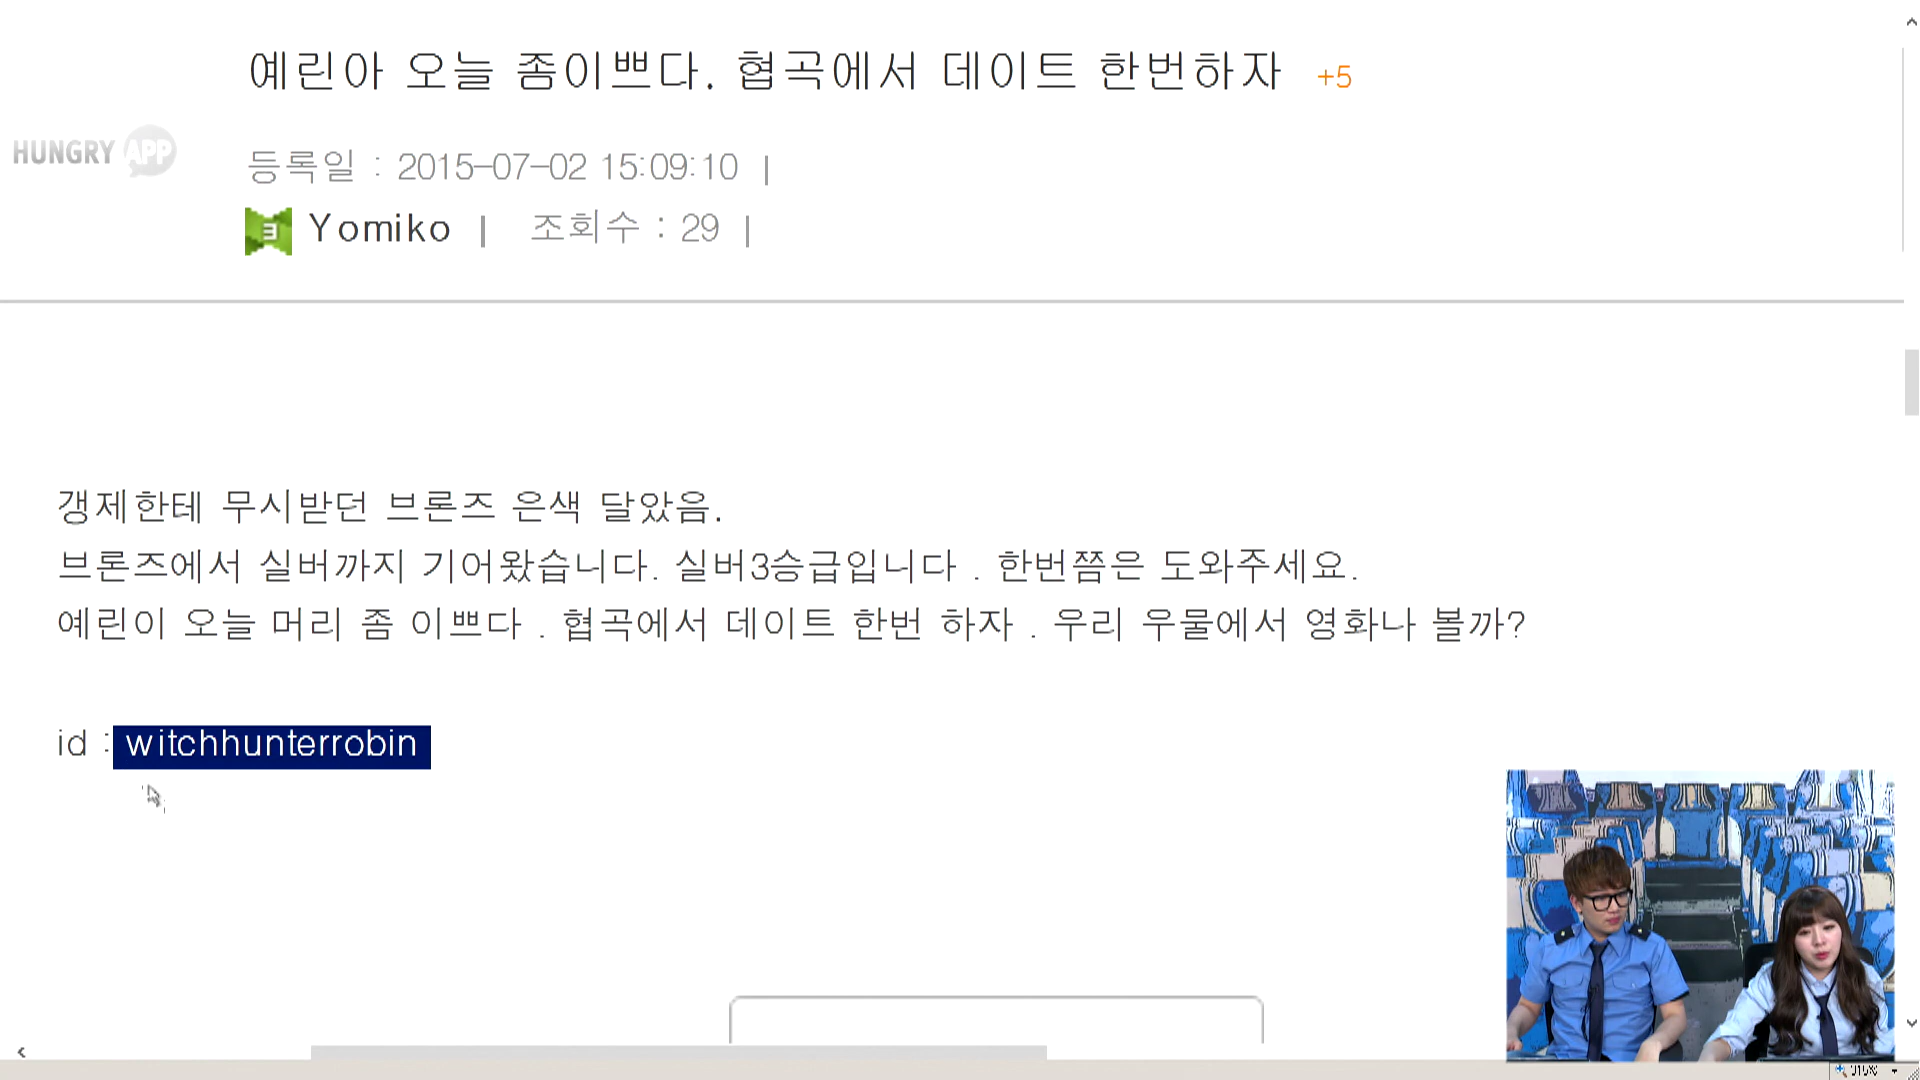 예린아 오늘 좀이쁘다. 협곡에서 데이트 한번하자 +5
HUNGRY APP
등록일 : 2015-07-02 15:09:10 |
3 Yomiko | 조회수 : 29 |
갱제한테 무시받던 브론즈 은색 달았음.
브론즈에서 실버까지 기어왔습니다. 실버3승급입니다 . 한번쯤은 도와주세요.
예린이 오늘 머리 좀 이쁘다 . 협곡에서 데이트 한번 하자 . 우리 우물에서 영화나 볼까?
id : witchhunterrobin